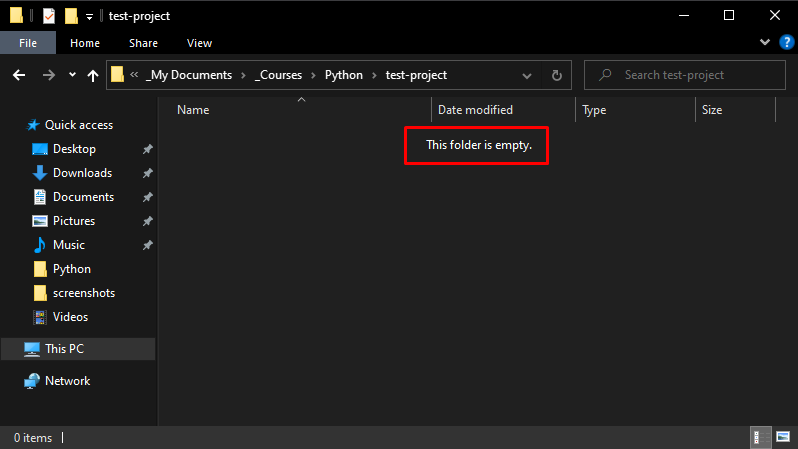 test-project
File Home Share View
« _My Documents > _Courses > Python > test-project
Search test-project
Name Date modified Type Size
This folder is empty.
Quick access
Desktop
Downloads
Documents
Pictures
Music
Python
screenshots
Videos
This PC
Network
0 items